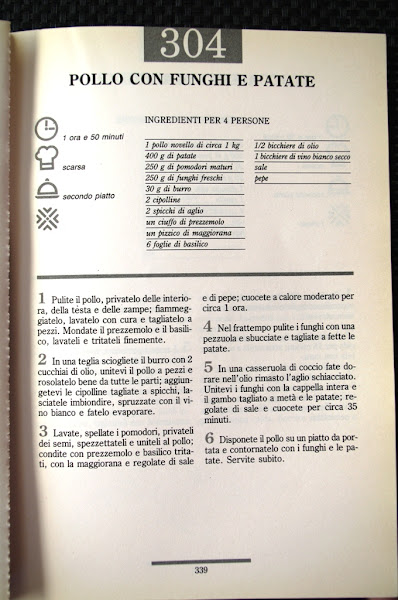 304
POLLO CON FUNGHI E PATATE
INGREDIENTI PER 4 PERSONE
1 ora e 50 minuti
scarsa
secondo piatto
1 pollo novello di circa 1 kg
400 g di patate
250 g di pomodori maturi
250 g di funghi freschi
30 g di burro
2 cipolline
2 spicchi di aglio
un ciuffo di prezzemolo
un pizzico di maggiorana
6 foglie di basilico
1/2 bicchiere di olio
1 bicchiere di vino bianco secco
sale
pepe
1 Pulite il pollo, privatelo delle interio-
ra, della testa e delle zampe; fiammeg-
giatelo, lavatelo con cura e tagliatelo a
pezzi. Mondate il prezzemolo e il basili-
co, lavateli e tritateli finemente.
2 In una teglia sciogliete il burro con 2
cucchiai di olio, unitevi il pollo a pezzi e
rosolatelo bene da tutte le parti; aggiun-
getevi le cipolline tagliate a spicchi, la-
sciatele imbiondire, spruzzate con il vi-
no bianco e fatelo evaporare.
3 Lavate, spellate i pomodori, privateli
dei semi, spezzettateli e uniteli al pollo;
condite con prezzemolo e basilico trita-
ti, con la maggiorana e regolate di sale
e di pepe; cuocete a calore moderato per
circa 1 ora.
4 Nel frattempo pulite i funghi con una
pezzuola e sbucciate e tagliate a fette le
patate.
5 In una casseruola di coccio fate do-
rare nell'olio rimasto l'aglio schiacciato.
Unitevi i funghi con la cappella intera e
il gambo tagliato a metà e le patate; re-
golate di sale e cuocete per circa 35
minuti.
6 Disponete il pollo su un piatto da por-
tata e contornatelo con i funghi e le pa-
tate. Servite subito.
339